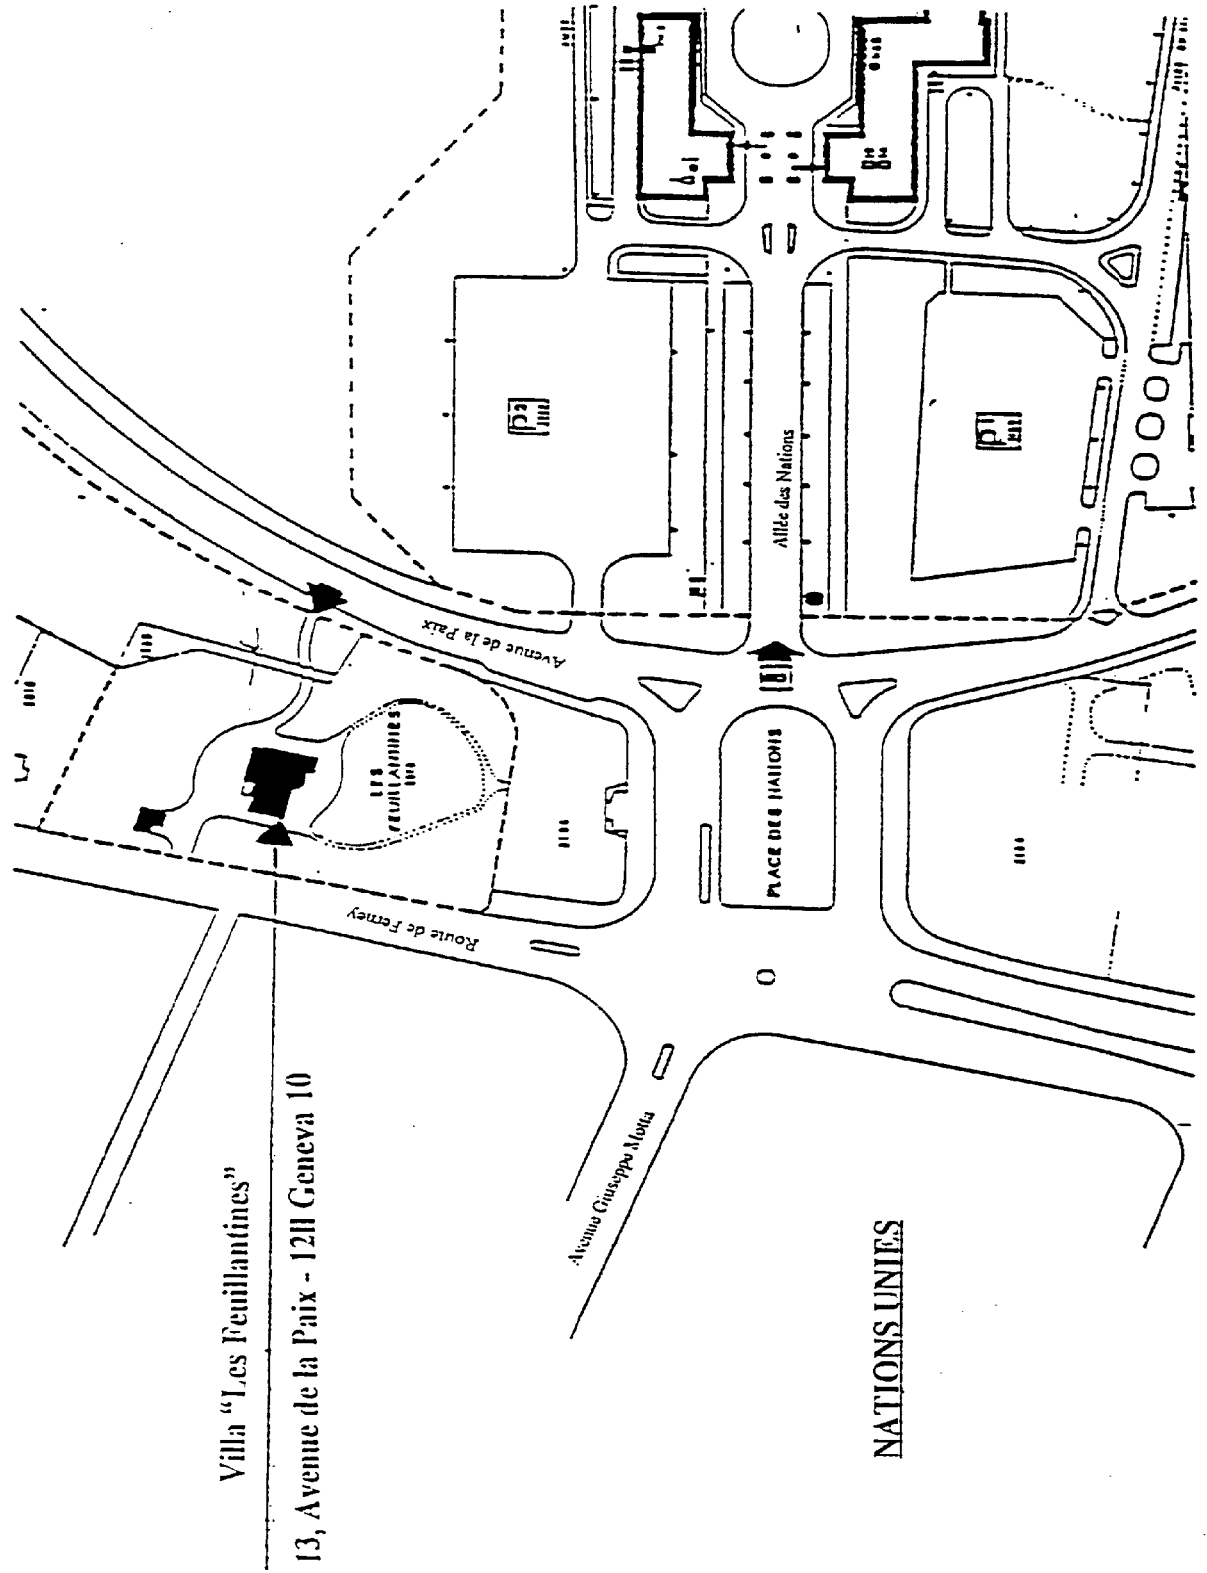 Villa “Les Feuillantines”
13, Avenue de la Paix - 1211 Geneva 10
NATIONS UNIES
Route de Ferney
Avenue de la Paix
LES
FEUILLANTINES
PLACE DES NATIONS
Allée des Nations
Avenue Giuseppe Motta
P2
P1